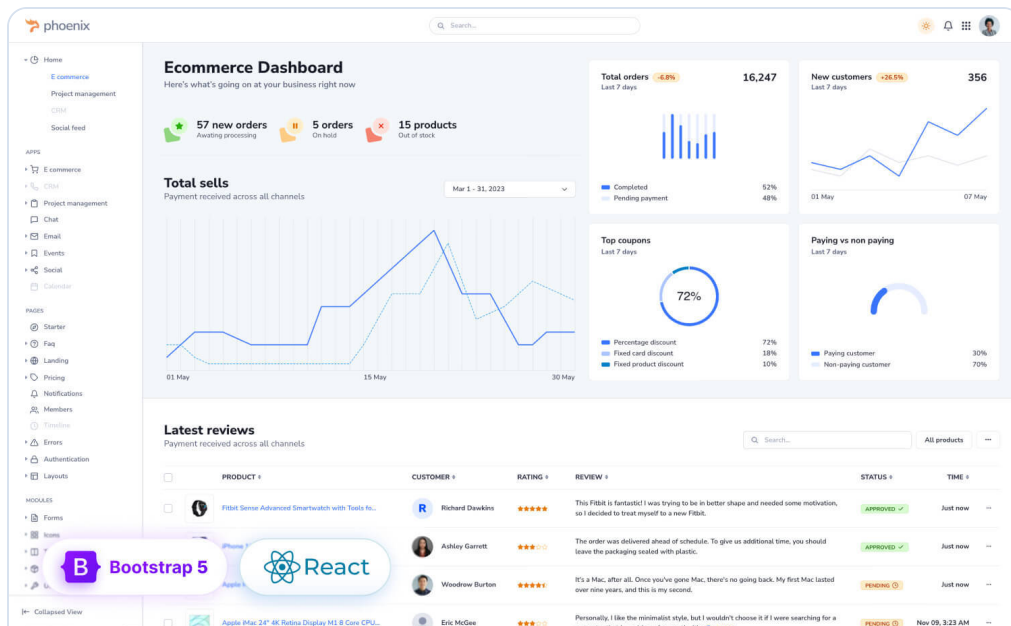 phoenix
Search...
Home
E commerce
Project management
CRM
Social feed
APPS
E commerce
CRM
Project management
Chat
Email
Events
Social
Calendar
PAGES
Starter
Faq
Landing
Pricing
Notifications
Members
Timeline
Errors
Authentication
Layouts
MODULES
Forms
Icons
Collapsed View
Ecommerce Dashboard
Here's what's going on at your business right now
57 new orders
Awating processing
5 orders
On hold
15 products
Out of stock
Total sells
Payment received across all channels
Mar 1 - 31, 2023
01 May
15 May
30 May
Total orders -6.8% 16,247
Last 7 days
Completed 52%
Pending payment 48%
New customers +26.5% 356
Last 7 days
01 May 07 May
Top coupons
Last 7 days
72%
Percentage discount 72%
Fixed card discount 18%
Fixed product discount 10%
Paying vs non paying
Last 7 days
Paying customer 30%
Non-paying customer 70%
Latest reviews
Payment received across all channels
Search...
All products
PRODUCT CUSTOMER RATING REVIEW STATUS TIME
Fitbit Sense Advanced Smartwatch with Tools fo...
R Richard Dawkins
This Fitbit is fantastic! I was trying to be in better shape and needed some motivation,
so I decided to treat myself to a new Fitbit.
APPROVED
Just now
iPhone
Ashley Garrett
The order was delivered ahead of schedule. To give us additional time, you should
leave the packaging sealed with plastic.
APPROVED
Just now
Woodrow Burton
It's a Mac, after all. Once you've gone Mac, there's no going back. My first Mac lasted
over nine years, and this is my second.
PENDING
Just now
Apple iMac 24" 4K Retina Display M1 8 Core CPU...
Eric McGee
Personally, I like the minimalist style, but I wouldn't choose it if I were searching for a
PENDING
Nov 09, 3:23 AM
B Bootstrap 5
React